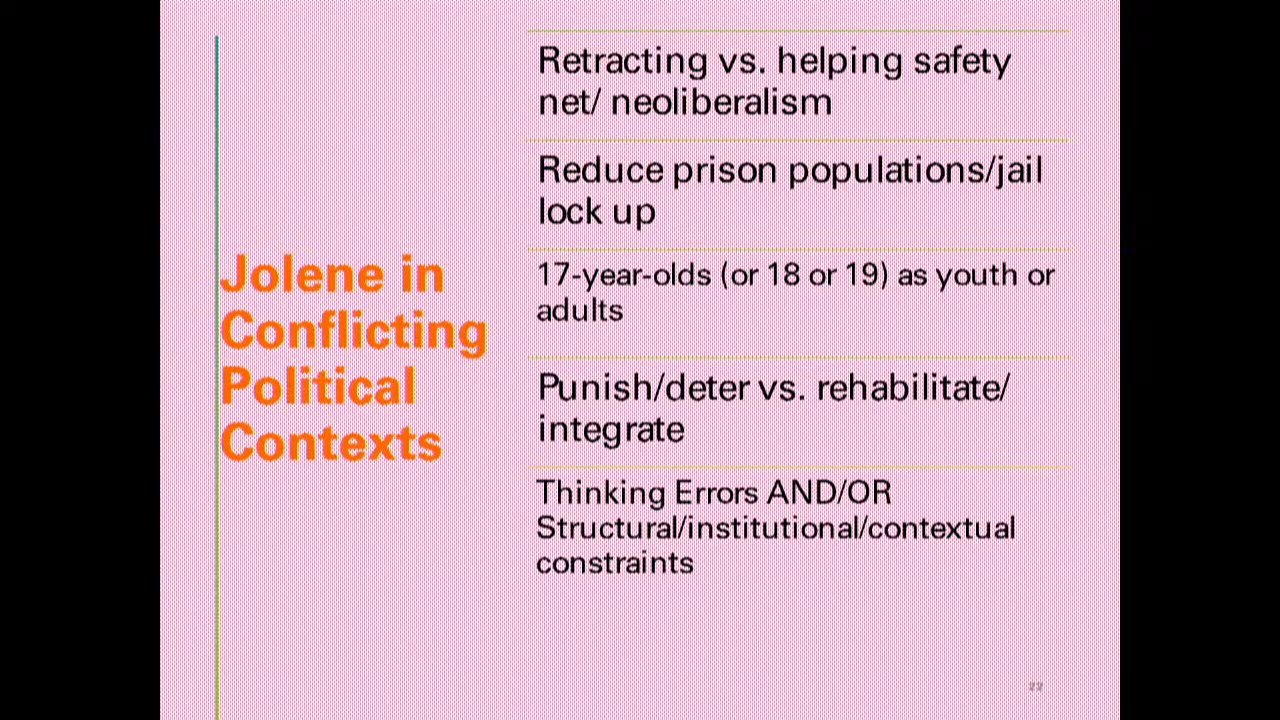 Jolene in
Conflicting
Political
Contexts
Retracting vs. helping safety
net/ neoliberalism
Reduce prison populations/jail
lock up
17-year-olds (or 18 or 19) as youth or
adults
Punish/deter vs. rehabilitate/
integrate
Thinking Errors AND/OR
Structural/institutional/contextual
constraints
22